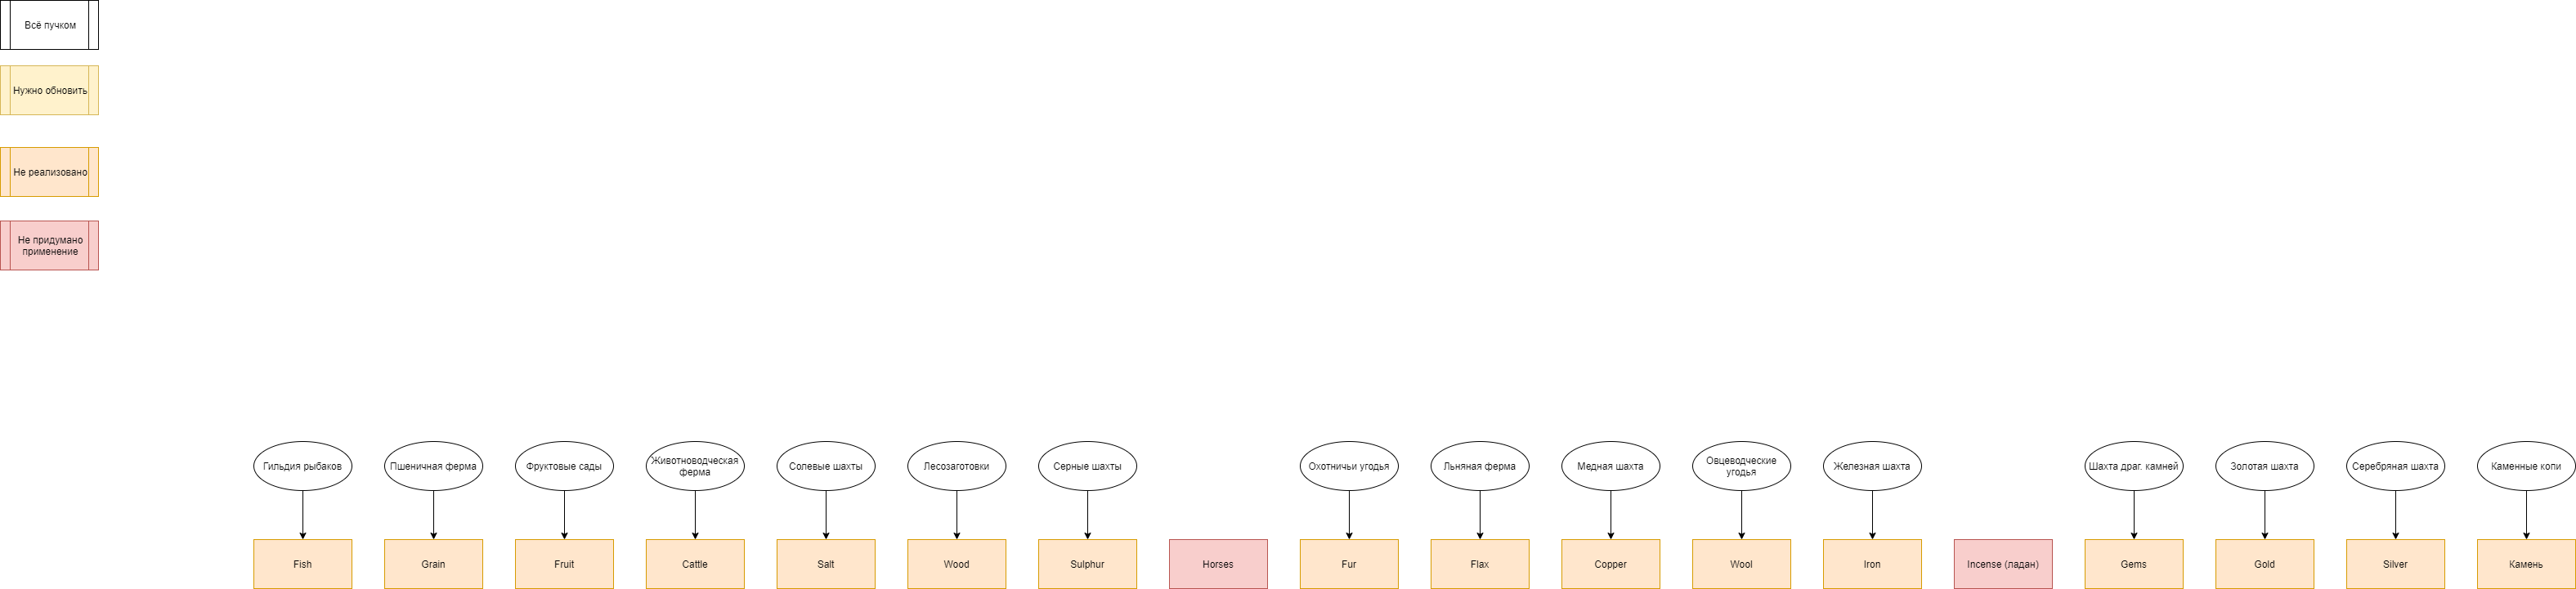 Всё пучком
Нужно обновить
Не реализовано
Не придумано
применение
Гильдия рыбаков
Пшеничная ферма
Фруктовые сады
Животноводческая
ферма
Солевые шахты
Лесозаготовки
Серные шахты
Охотничьи угодья
Льняная ферма
Медная шахта
Овцеводческие
угодья
Железная шахта
Шахта драг. камней
Золотая шахта
Серебряная шахта
Каменные копи
Fish
Grain
Fruit
Cattle
Salt
Wood
Sulphur
Horses
Fur
Flax
Copper
Wool
Iron
Incense (ладан)
Gems
Gold
Silver
Камень